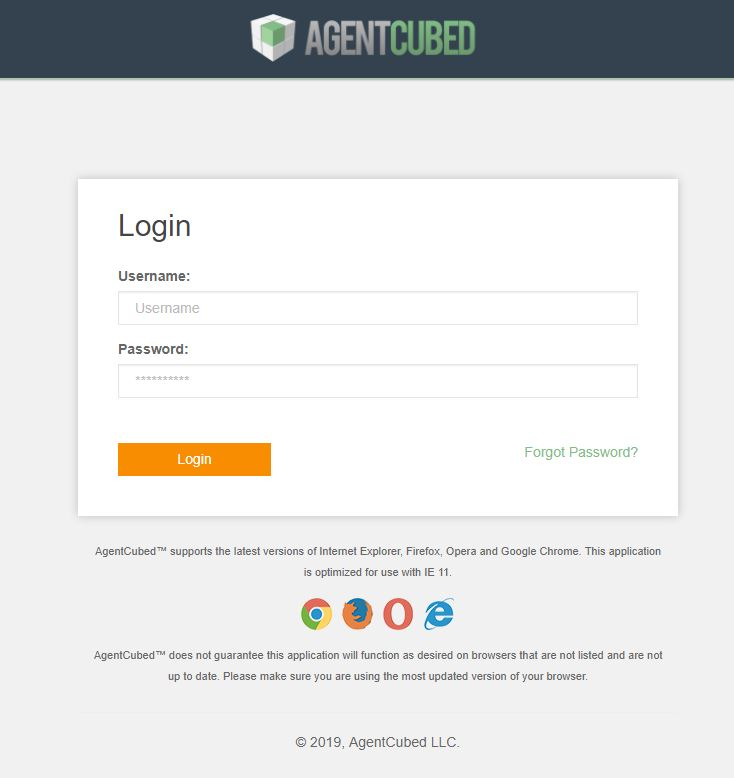 AGENTCUBED
Login
Username:
Username
Password:
**********
Login
Forgot Password?
AgentCubed™ supports the latest versions of Internet Explorer, Firefox, Opera and Google Chrome. This application
is optimized for use with IE 11.
AgentCubed™ does not guarantee this application will function as desired on browsers that are not listed and are not
up to date. Please make sure you are using the most updated version of your browser.
© 2019, AgentCubed LLC.